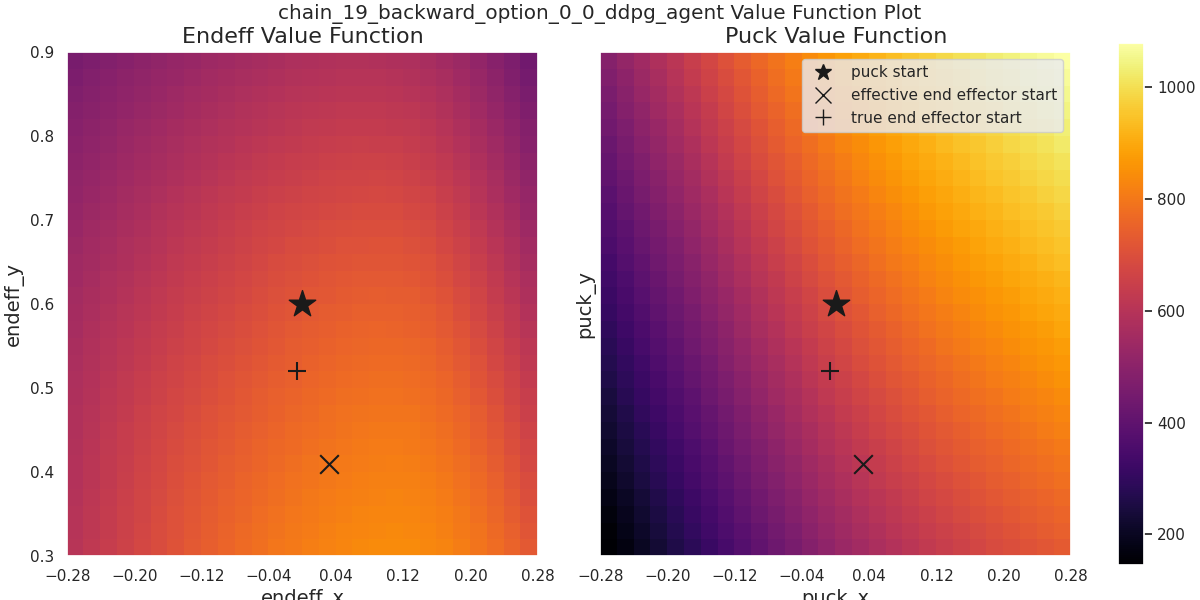 chain_19_backward_option_0_0_ddpg_agent Value Function Plot
Endeff Value Function
Puck Value Function
puck start
effective end effector start
true end effector start
endeff_y
0.9
0.8
0.7
0.6
0.5
0.4
0.3
−0.28 −0.20 −0.12 −0.04 0.04 0.12 0.20 0.28
endeff_x
puck_y
−0.28 −0.20 −0.12 −0.04 0.04 0.12 0.20 0.28
puck_x
1000
800
600
400
200